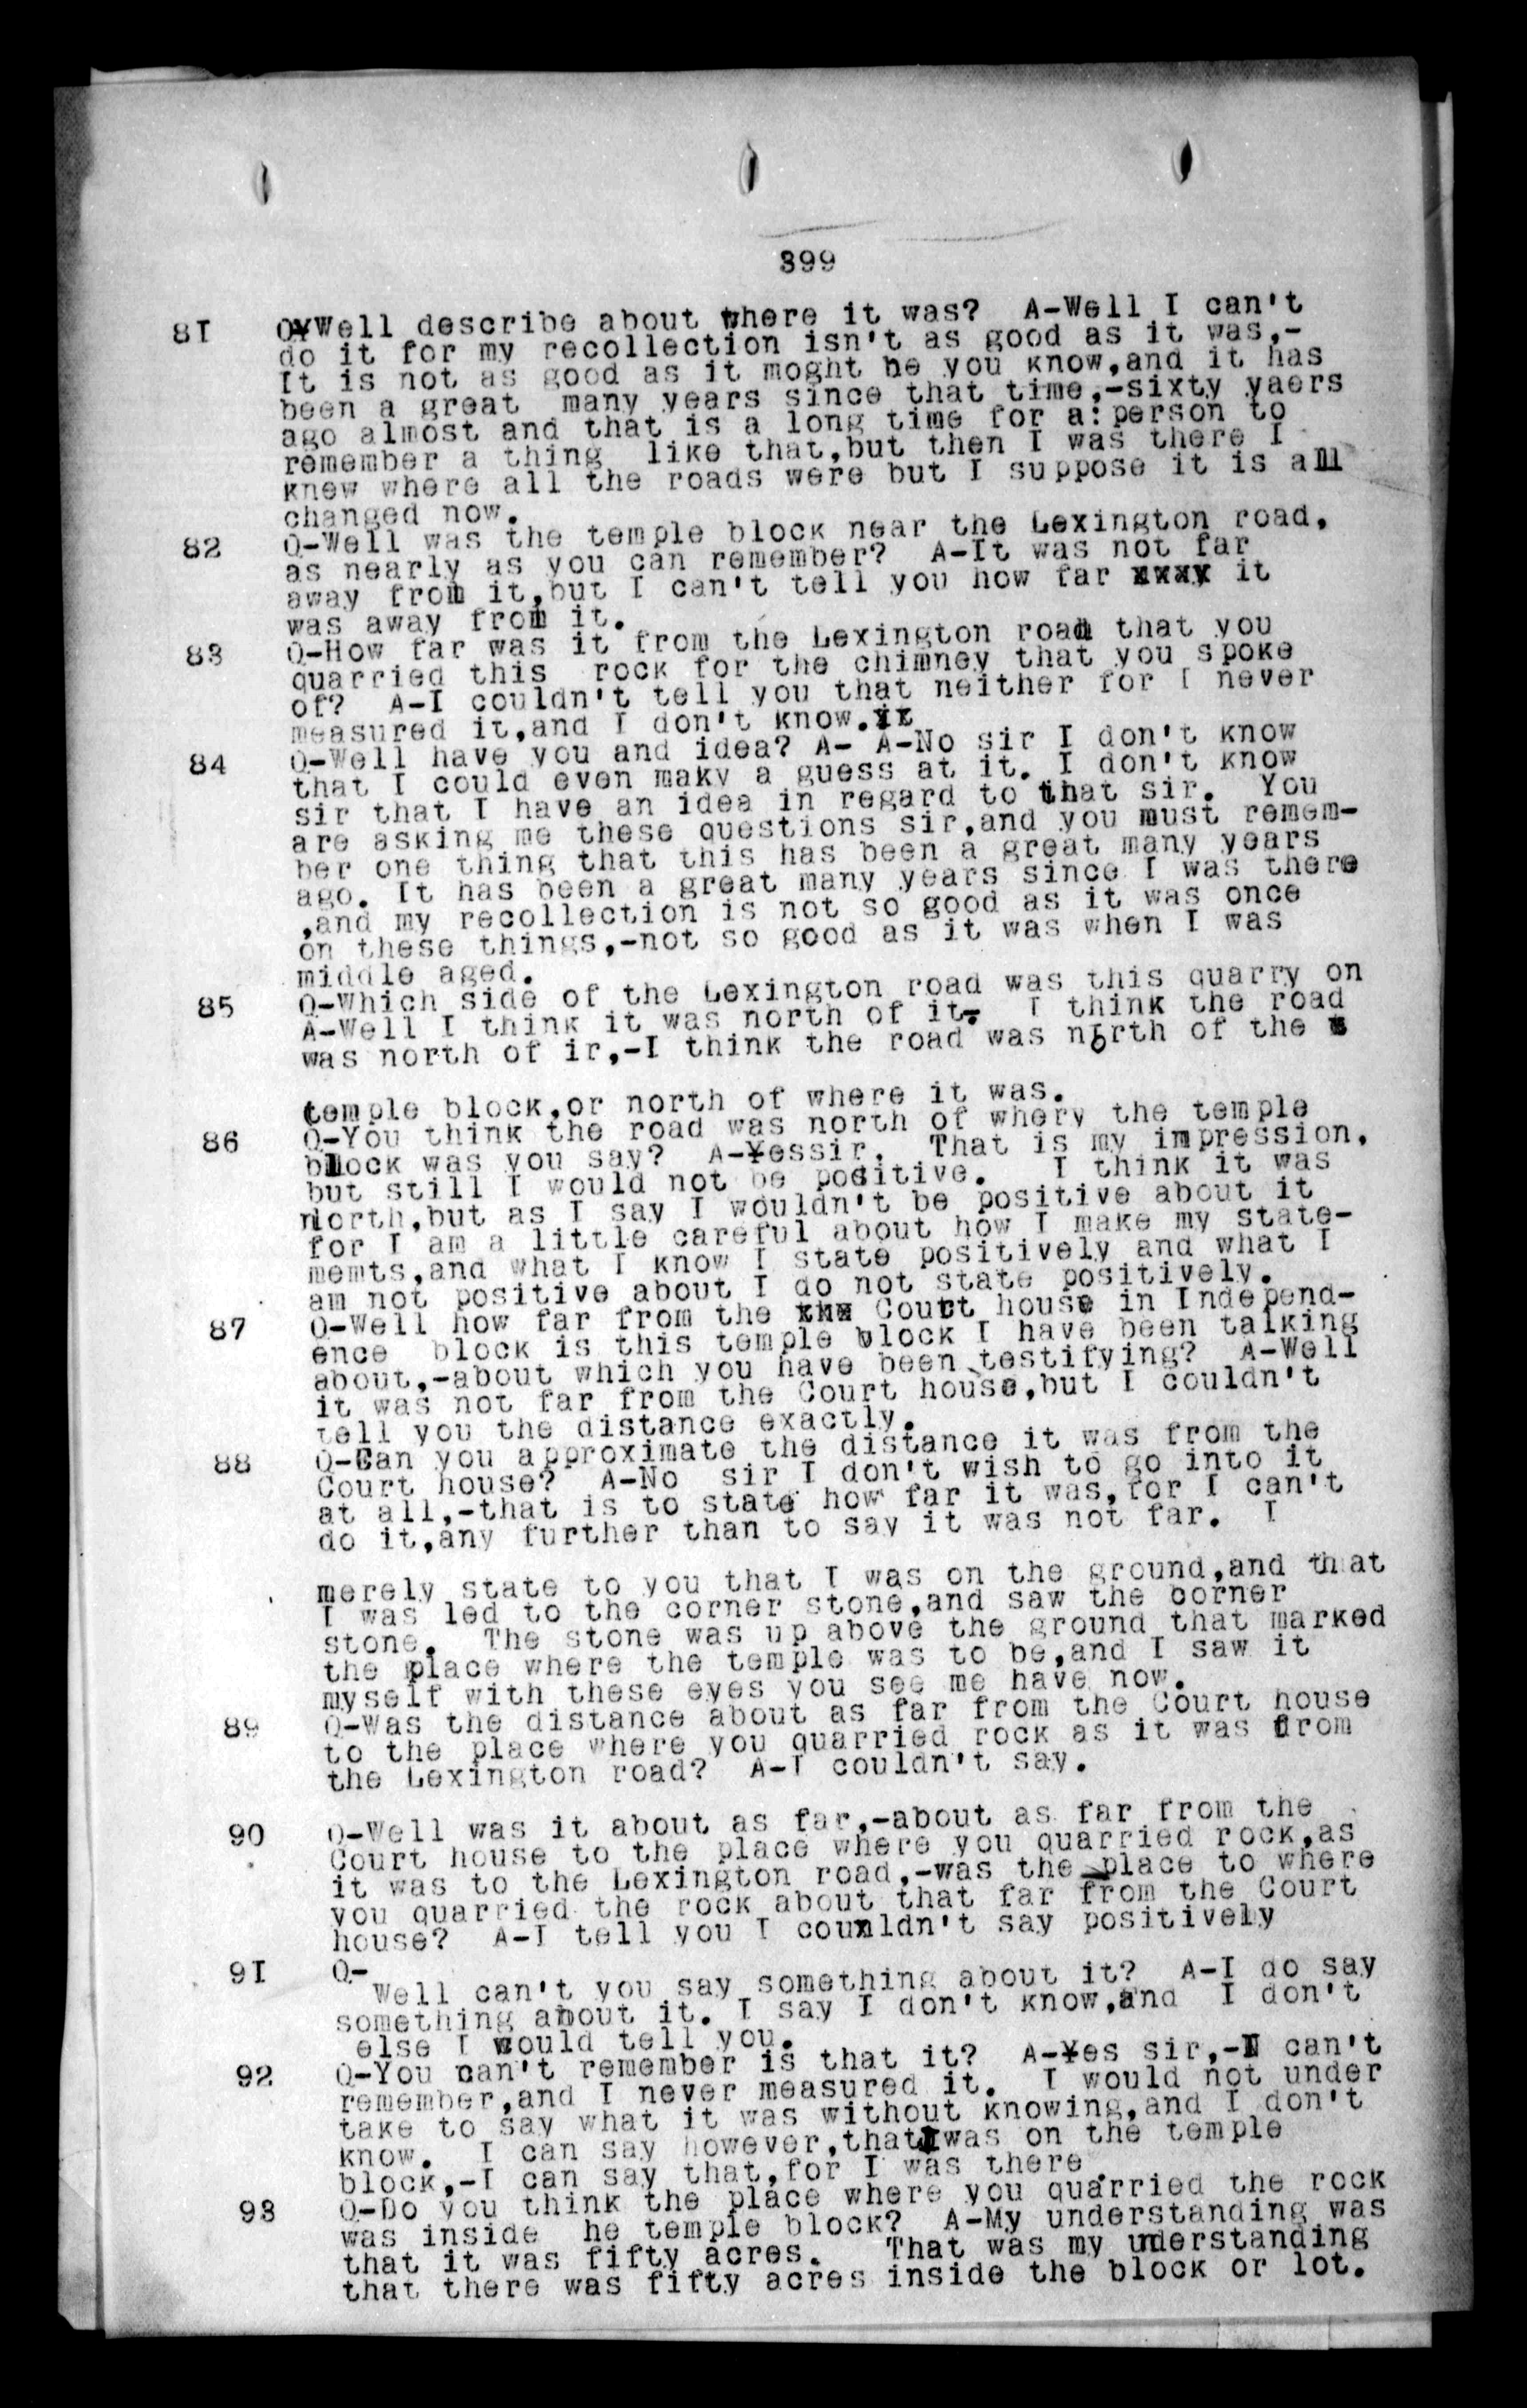 399
81 Q¥Well describe about where it was? A-Well I can't
do it for my recollection isn't as good as it was,-
It is not as good as it moght be you know,and it has
been a great many years since that time,-sixty yaers
ago almost and that is a long time for a: person to
remember a thing like that,but then I was there I
knew where all the roads were but I suppose it is all
changed now.
82 Q-Well was the temple block near the Lexington road,
as nearly as you can remember? A-It was not far
away from it,but I can't tell you how far xxxy it
was away from it.
83 Q-How far was it from the Lexington road that you
quarried this rock for the chimney that you spoke
of? A-I couldn't tell you that neither for I never
measured it,and I don't know.it
84 Q-Well have you and idea? A- A-No sir I don't know
that I could even makv a guess at it. I don't know
sir that I have an idea in regard to that sir. You
are asking me these questions sir,and you must remem-
ber one thing that this has been a great many years
ago. It has been a great many years since I was there
,and my recollection is not so good as it was once
on these things,-not so good as it was when I was
middle aged.
85 Q-Which side of the Lexington road was this quarry on
A-Well I think it was north of it. I think the road
was north of ir,-I think the road was north of the
temple block,or north of where it was.
86 Q-You think the road was north of wherv the temple
block was you say? A-Yessir. That is my impression,
but still I would not be positive. I think it was
north,but as I say I wouldn't be positive about it
for I am a little careful about how I make my state-
memts,and what I know I state positively and what I
am not positive about I do not state positively.
87 Q-Well how far from the xhx Court house in Independ-
ence block is this temple block I have been talking
about,-about which you have been testifying? A-Well
it was not far from the Court house,but I couldn't
tell you the distance exactly.
88 Q-Can you approximate the distance it was from the
Court house? A-No sir I don't wish to go into it
at all,-that is to state how far it was,for I can't
do it,any further than to say it was not far. I
merely state to you that I was on the ground,and that
I was led to the corner stone,and saw the corner
stone. The stone was up above the ground that marked
the place where the temple was to be,and I saw it
myself with these eyes you see me have now.
89 Q-Was the distance about as far from the Court house
to the place where you quarried rock as it was from
the Lexington road? A-I couldn't say.
90 Q-Well was it about as far,-about as far from the
Court house to the place where you quarried rock,as
it was to the Lexington road,-was the place to where
you quarried the rock about that far from the Court
house? A-I tell you I counldn't say positively
91 Q-
Well can't you say something about it? A-I do say
something about it. I say I don't know,and I don't
else I would tell you.
92 Q-You can't remember is that it? A-Yes sir,-I can't
remember,and I never measured it. I would not under
take to say what it was without knowing,and I don't
know. I can say however,that I was on the temple
block,-I can say that,for I was there.
93 Q-Do you think the place where you quarried the rock
was inside he temple block? A-My understanding was
that it was fifty acres. That was my understanding
that there was fifty acres inside the block or lot.